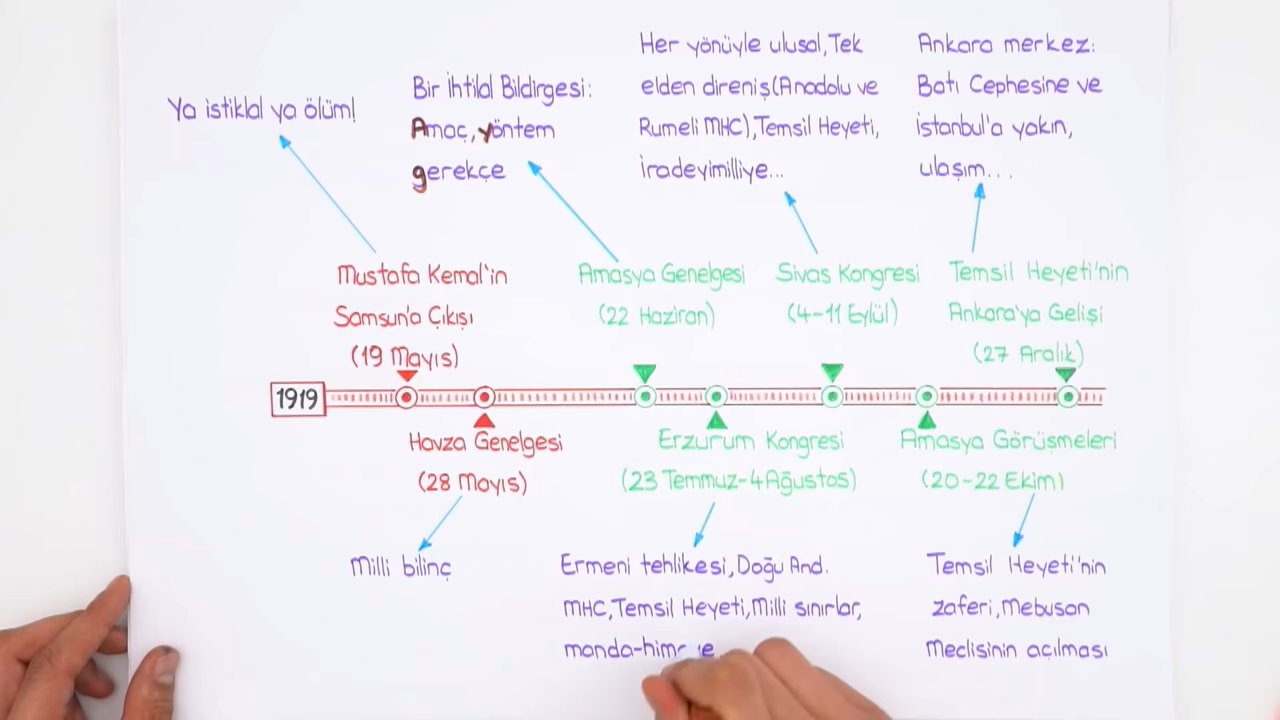 Ya istiklal ya ölüm!
Bir İhtilal Bildirgesi:
Amaç, yöntem
gerekçe
Her yönüyle ulusal, Tek
elden direniş(Anadolu ve
Rumeli MHC), Temsil Heyeti,
İradeyimilliye...
Ankara merkez:
Batı Cephesine ve
İstanbul'a yakın,
ulaşım...
Mustafa Kemal'in
Samsun'a Çıkışı
(19 Mayıs)
Amasya Genelgesi
(22 Haziran)
Sivas Kongresi
(4-11 Eylül)
Temsil Heyeti'nin
Ankara'ya Gelişi
(27 Aralık)
1919
Havza Genelgesi
(28 Mayıs)
Erzurum Kongresi
(23 Temmuz-4 Ağustos)
Amasya Görüşmeleri
(20-22 Ekim)
Milli bilinç
Ermeni tehlikesi, Doğu And.
MHC, Temsil Heyeti, Milli sınırlar,
manda-
Temsil Heyeti'nin
zaferi, Mebusan
Meclisinin açılması